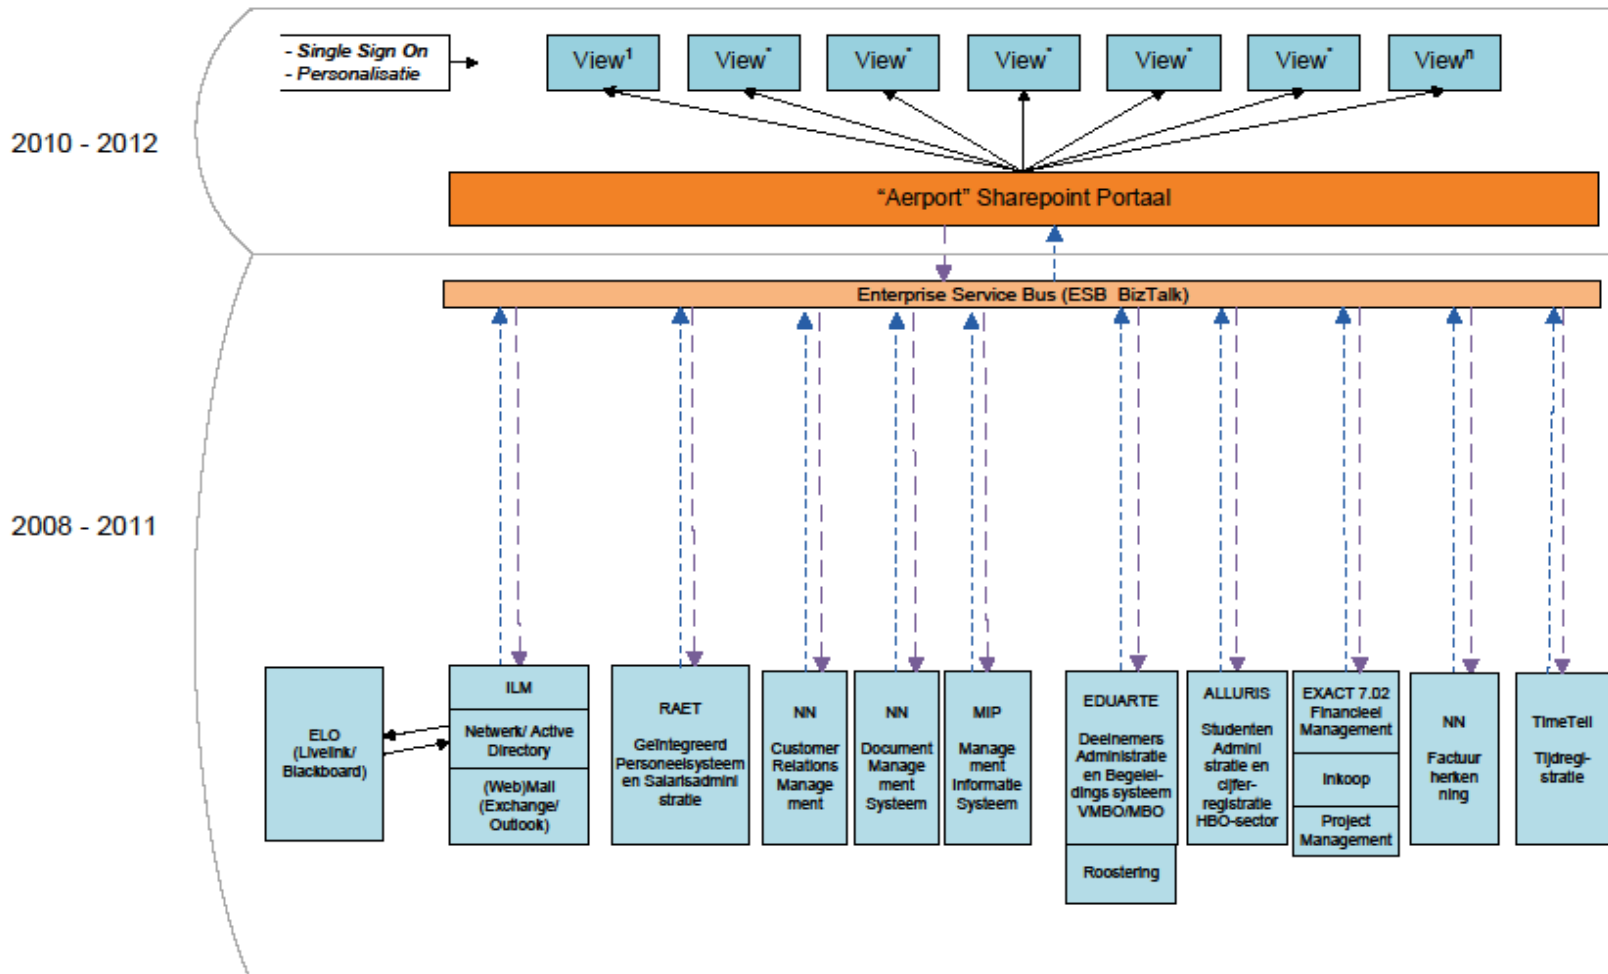 - Single Sign On
- Personalisatie
View1
View*
View*
View*
View*
View*
Viewn
2010 - 2012
“Aerport” Sharepoint Portaal
Enterprise Service Bus (ESB BizTalk)
2008 - 2011
ELO
(Livelink/
Blackboard)
ILM
Netwerk/ Active
Directory
(Web)Mail
(Exchange/
Outlook)
RAET
Geïntegreerd
Personeelsysteem
en Salarisadmini
stratie
NN
Customer
Relations
Manage
ment
NN
Document
Manage
ment
Systeem
MIP
Manage
ment
Informatie
Systeem
EDUARTE
Deelnemers
Administratie
en Begelei-
dings systeem
VMBO/MBO
Roostering
ALLURIS
Studenten
Admini
stratie en
cijfer-
registratie
HBO-sector
EXACT 7.02
Financieel
Management
Inkoop
Project
Management
NN
Factuur
herken
ning
TimeTell
Tijdregi-
stratie